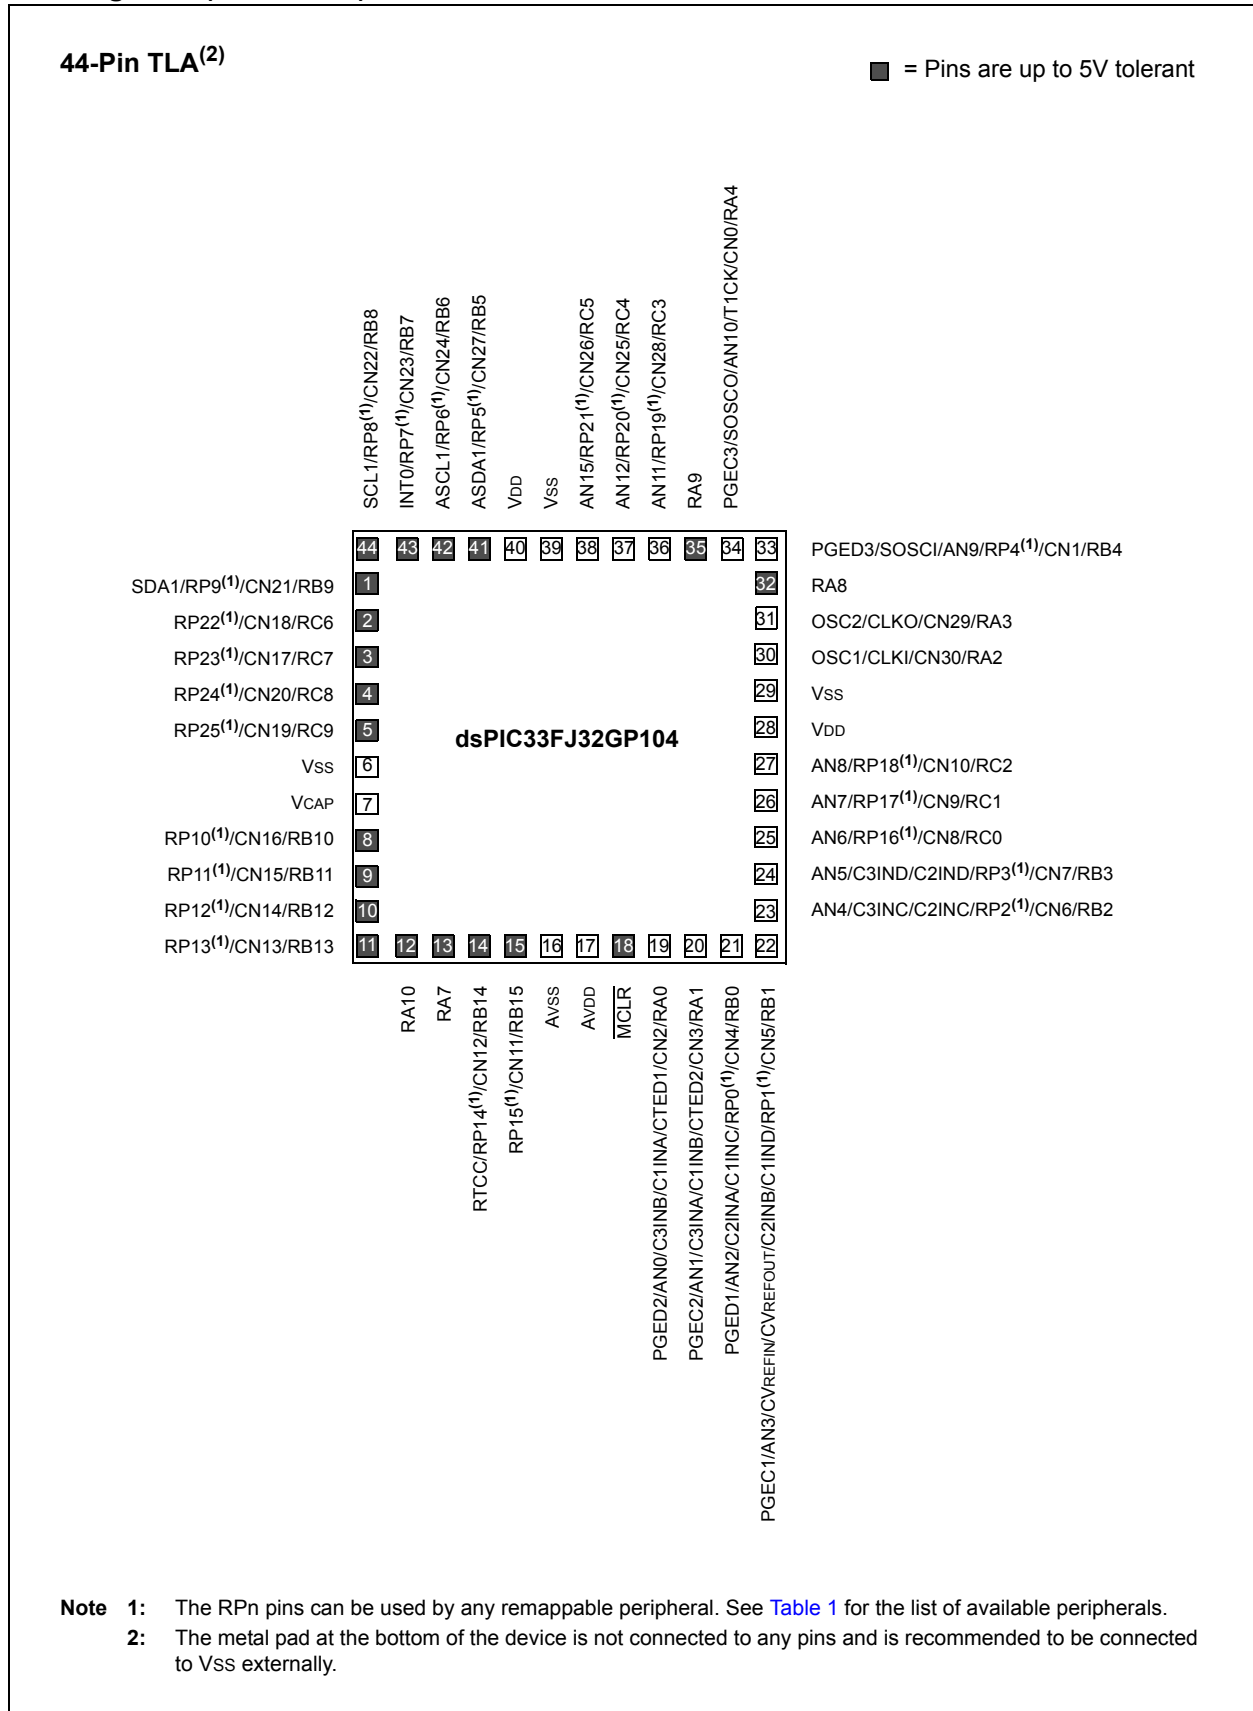 44-Pin TLA(2)
= Pins are up to 5V tolerant
SCL1/RP8(1)/CN22/RB8
INT0/RP7(1)/CN23/RB7
ASCL1/RP6(1)/CN24/RB6
ASDA1/RP5(1)/CN27/RB5
VDD
VSS
AN15/RP21(1)/CN26/RC5
AN12/RP20(1)/CN25/RC4
AN11/RP19(1)/CN28/RC3
RA9
PGEC3/SOSCO/AN10/T1CK/CN0/RA4
44 43 42 41 40 39 38 37 36 35 34 33 PGED3/SOSCI/AN9/RP4(1)/CN1/RB4
SDA1/RP9(1)/CN21/RB9 1 32 RA8
RP22(1)/CN18/RC6 2 31 OSC2/CLKO/CN29/RA3
RP23(1)/CN17/RC7 3 30 OSC1/CLKI/CN30/RA2
RP24(1)/CN20/RC8 4 29 VSS
RP25(1)/CN19/RC9 5 dsPIC33FJ32GP104 28 VDD
VSS 6 27 AN8/RP18(1)/CN10/RC2
VCAP 7 26 AN7/RP17(1)/CN9/RC1
RP10(1)/CN16/RB10 8 25 AN6/RP16(1)/CN8/RC0
RP11(1)/CN15/RB11 9 24 AN5/C3IND/C2IND/RP3(1)/CN7/RB3
RP12(1)/CN14/RB12 10 23 AN4/C3INC/C2INC/RP2(1)/CN6/RB2
RP13(1)/CN13/RB13 11 12 13 14 15 16 17 18 19 20 21 22
RA10
RA7
RTCC/RP14(1)/CN12/RB14
RP15(1)/CN11/RB15
AVSS
AVDD
MCLR
PGED2/AN0/C3INB/C1INA/CTED1/CN2/RA0
PGEC2/AN1/C3INA/C1INB/CTED2/CN3/RA1
PGED1/AN2/C2INA/C1INC/RP0(1)/CN4/RB0
PGEC1/AN3/CVREFIN/CVREFOUT/C2INB/C1IND/RP1(1)/CN5/RB1
Note 1: The RPn pins can be used by any remappable peripheral. See Table 1 for the list of available peripherals.
2: The metal pad at the bottom of the device is not connected to any pins and is recommended to be connected
to VSS externally.